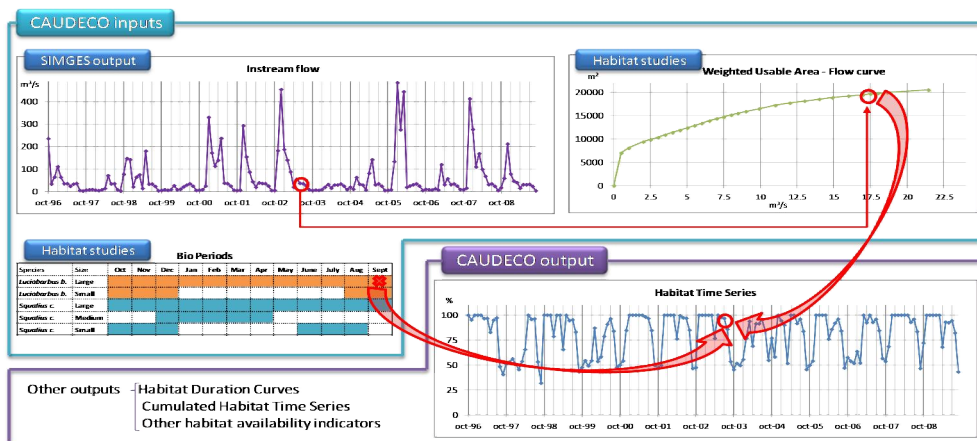 CAUDECO inputs
SIMGES output
Instream flow
m³/s
400
300
200
100
0
oct-96 oct-97 oct-98 oct-99 oct-00 oct-01 oct-02 oct-03 oct-04 oct-05 oct-06 oct-07 oct-08
Habitat studies
Weighted Usable Area - Flow curve
m²
20000
15000
10000
5000
0
0 2.5 5 7.5 10 12.5 15 17.5 20 22.5
m³/s
Habitat studies
Bio Periods
Species Size Oct Nov Dec Jan Feb Mar Apr May June July Aug Sept
Luciobarbus b. Large
Luciobarbus b. Small
Squalius c. Large
Squalius c. Medium
Squalius c. Small
CAUDECO output
Habitat Time Series
%
100
75
50
25
0
oct-96 oct-97 oct-98 oct-99 oct-00 oct-01 oct-02 oct-03 oct-04 oct-05 oct-06 oct-07 oct-08
Other outputs - Habitat Duration Curves
Cumulated Habitat Time Series
Other habitat availability indicators